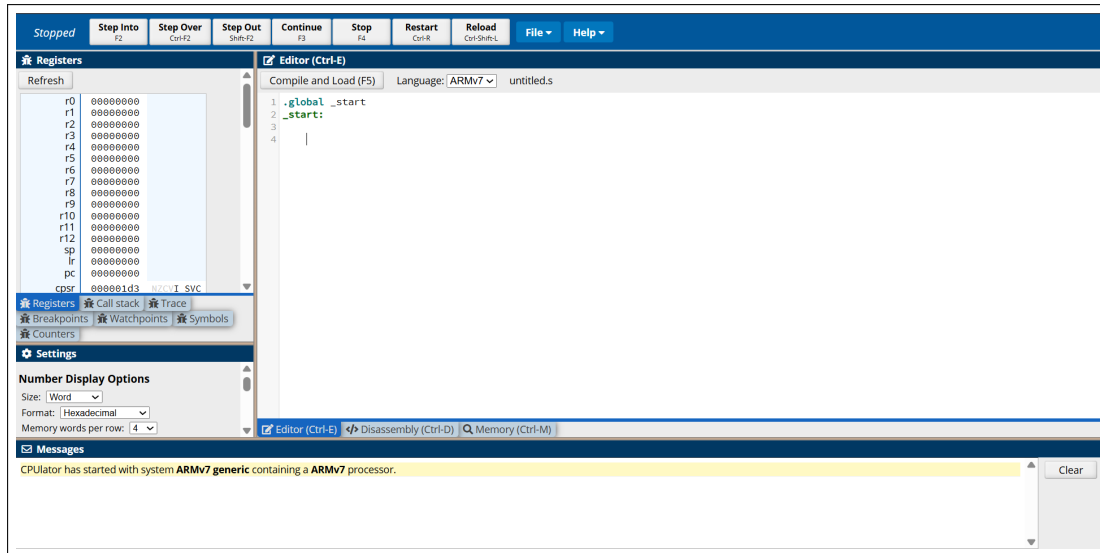 Stopped
Step Into
F2
Step Over
Ctrl-F2
Step Out
Shift-F2
Continue
F3
Stop
F4
Restart
Ctrl-R
Reload
Ctrl-Shift-L
File
Help
Registers
Refresh
r0 00000000
r1 00000000
r2 00000000
r3 00000000
r4 00000000
r5 00000000
r6 00000000
r7 00000000
r8 00000000
r9 00000000
r10 00000000
r11 00000000
r12 00000000
sp 00000000
lr 00000000
pc 00000000
cpsr 000001d3 NZCVI SVC
Registers Call stack Trace
Breakpoints Watchpoints Symbols
Counters
Settings
Number Display Options
Size: Word
Format: Hexadecimal
Memory words per row: 4
Editor (Ctrl-E)
Compile and Load (F5) Language: ARMv7 untitled.s
1 .global _start
2 _start:
3
4
Editor (Ctrl-E) Disassembly (Ctrl-D) Memory (Ctrl-M)
Messages
CPUlator has started with system ARMv7 generic containing a ARMv7 processor.
Clear